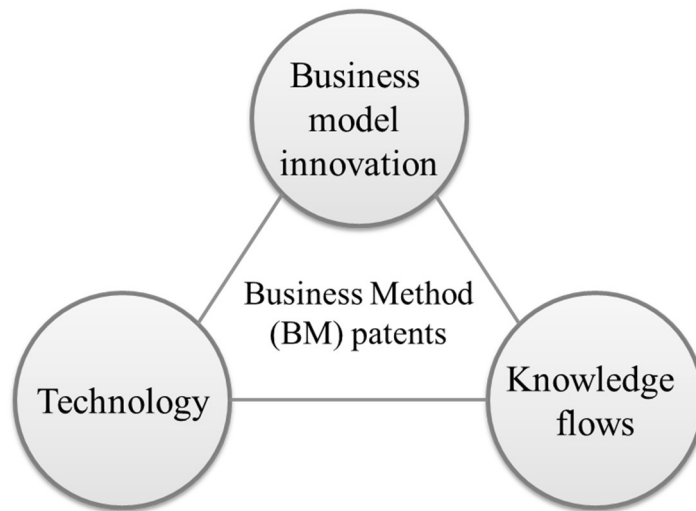 Business
model
innovation
Business Method
(BM) patents
Technology
Knowledge
flows